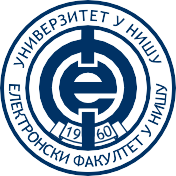 УНИВЕРЗИТЕТ У НИШУ
19 60
ЕЛЕКТРОНСКИ ФАКУЛТЕТ У НИШУ